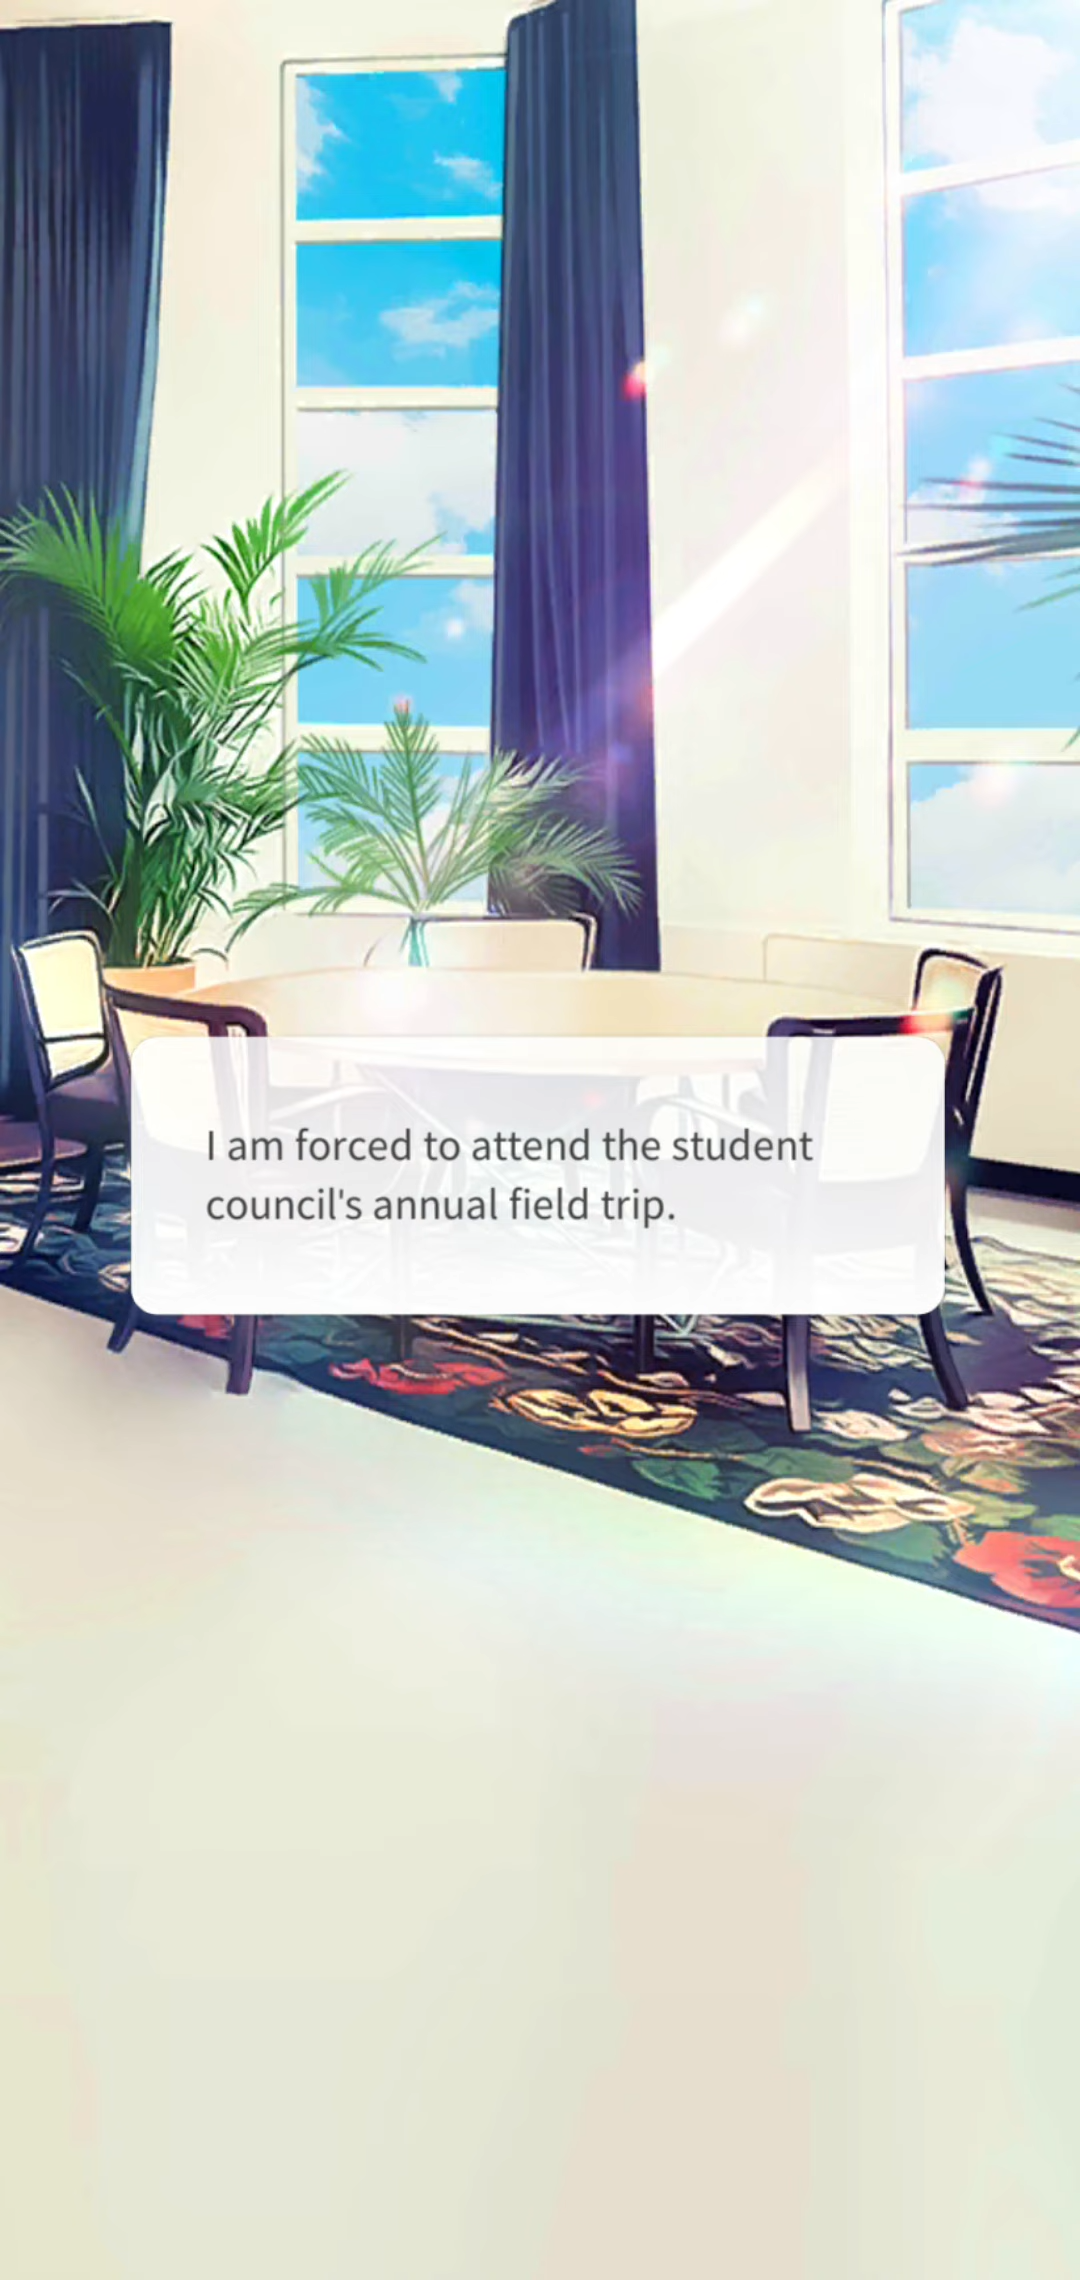 I am forced to attend the student
council's annual field trip.